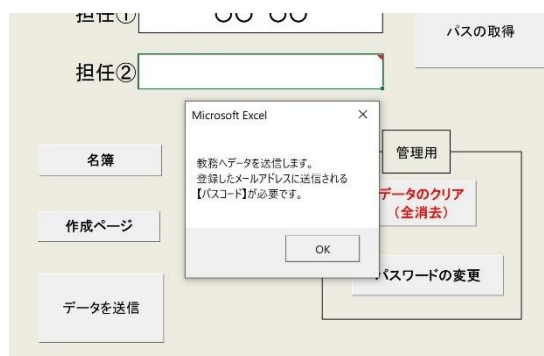 担任①
〇〇 〇〇
パスの取得
担任②
Microsoft Excel
教務へデータを送信します。
登録したメールアドレスに送信される
【パスコード】が必要です。
OK
名簿
管理用
データのクリア
（全消去）
作成ページ
パスワードの変更
データを送信